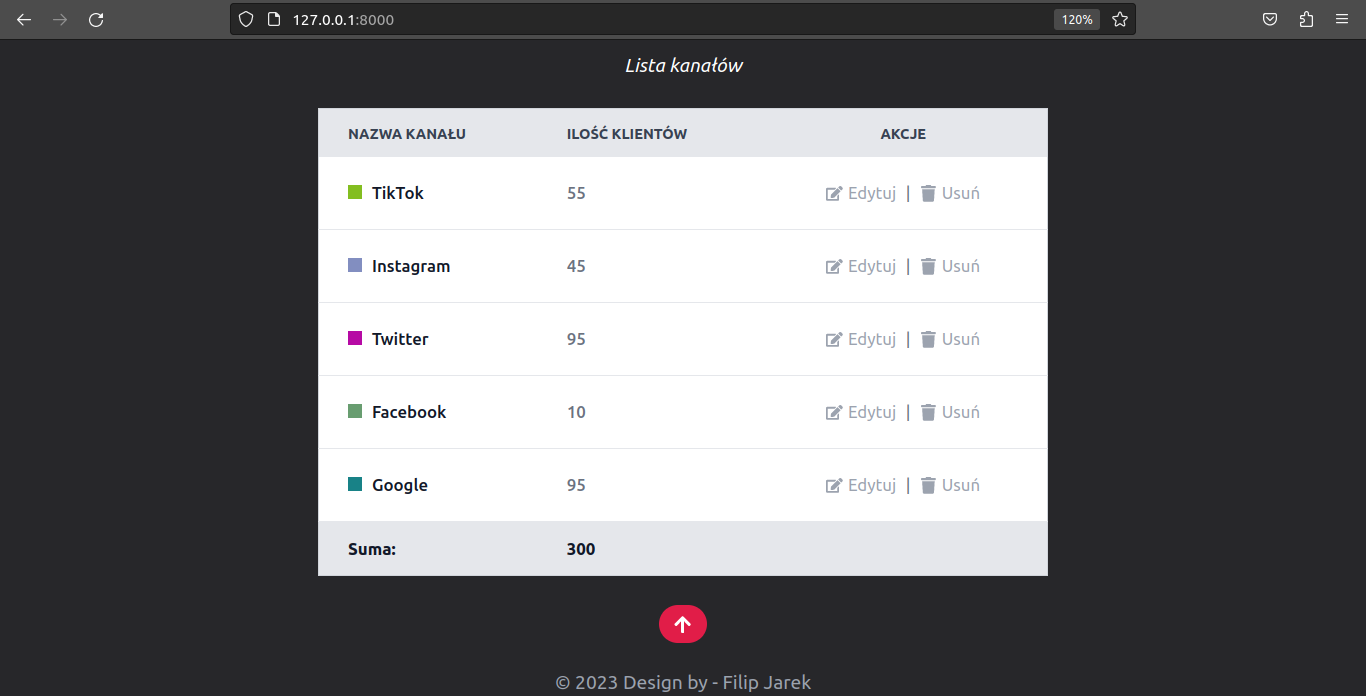 127.0.0.1:8000 120%
Lista kanałów
NAZWA KANAŁU ILOŚĆ KLIENTÓW AKCJE
TikTok 55 Edytuj | Usuń
Instagram 45 Edytuj | Usuń
Twitter 95 Edytuj | Usuń
Facebook 10 Edytuj | Usuń
Google 95 Edytuj | Usuń
Suma: 300
© 2023 Design by - Filip Jarek